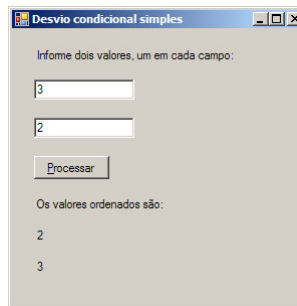 Desvio condicional simples
Informe dois valores, um em cada campo:
3
2
Processar
Os valores ordenados são:
2
3